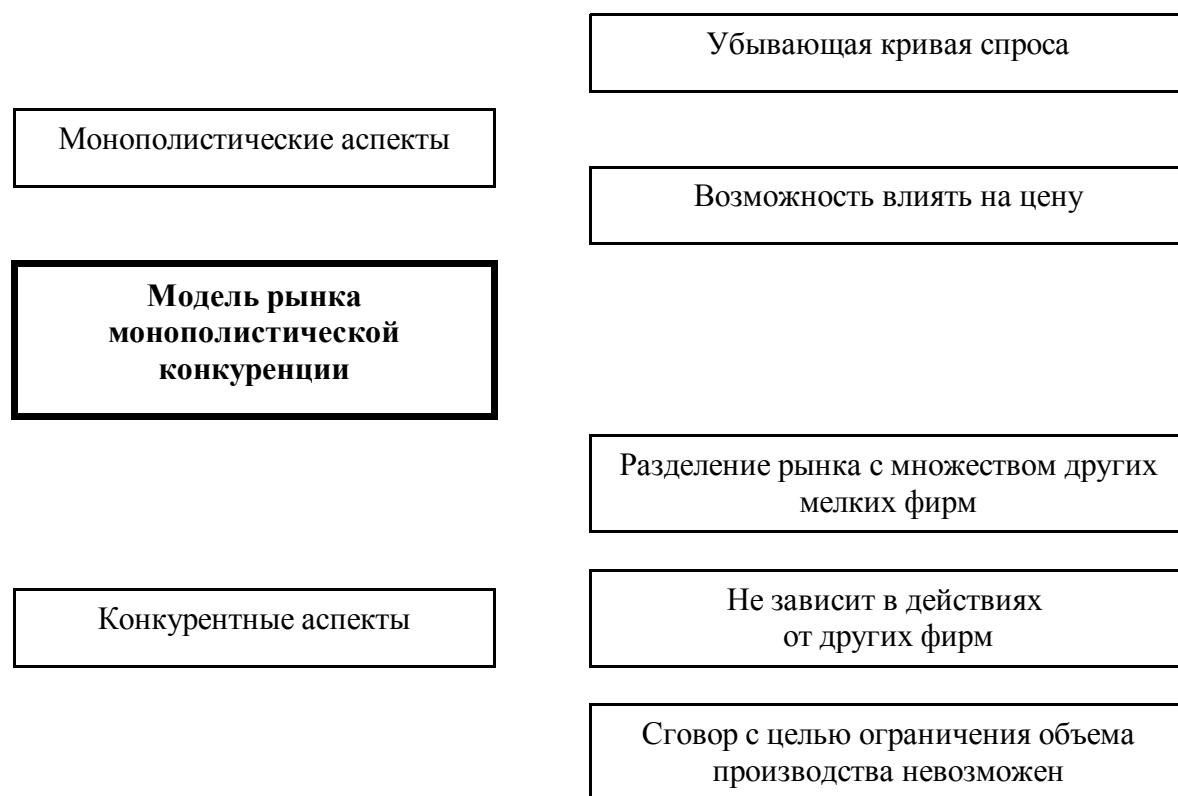 Убывающая кривая спроса
Монополистические аспекты
Возможность влиять на цену
Модель рынка
монополистической
конкуренции
Разделение рынка с множеством других
мелких фирм
Конкурентные аспекты
Не зависит в действиях
от других фирм
Сговор с целью ограничения объема
производства невозможен